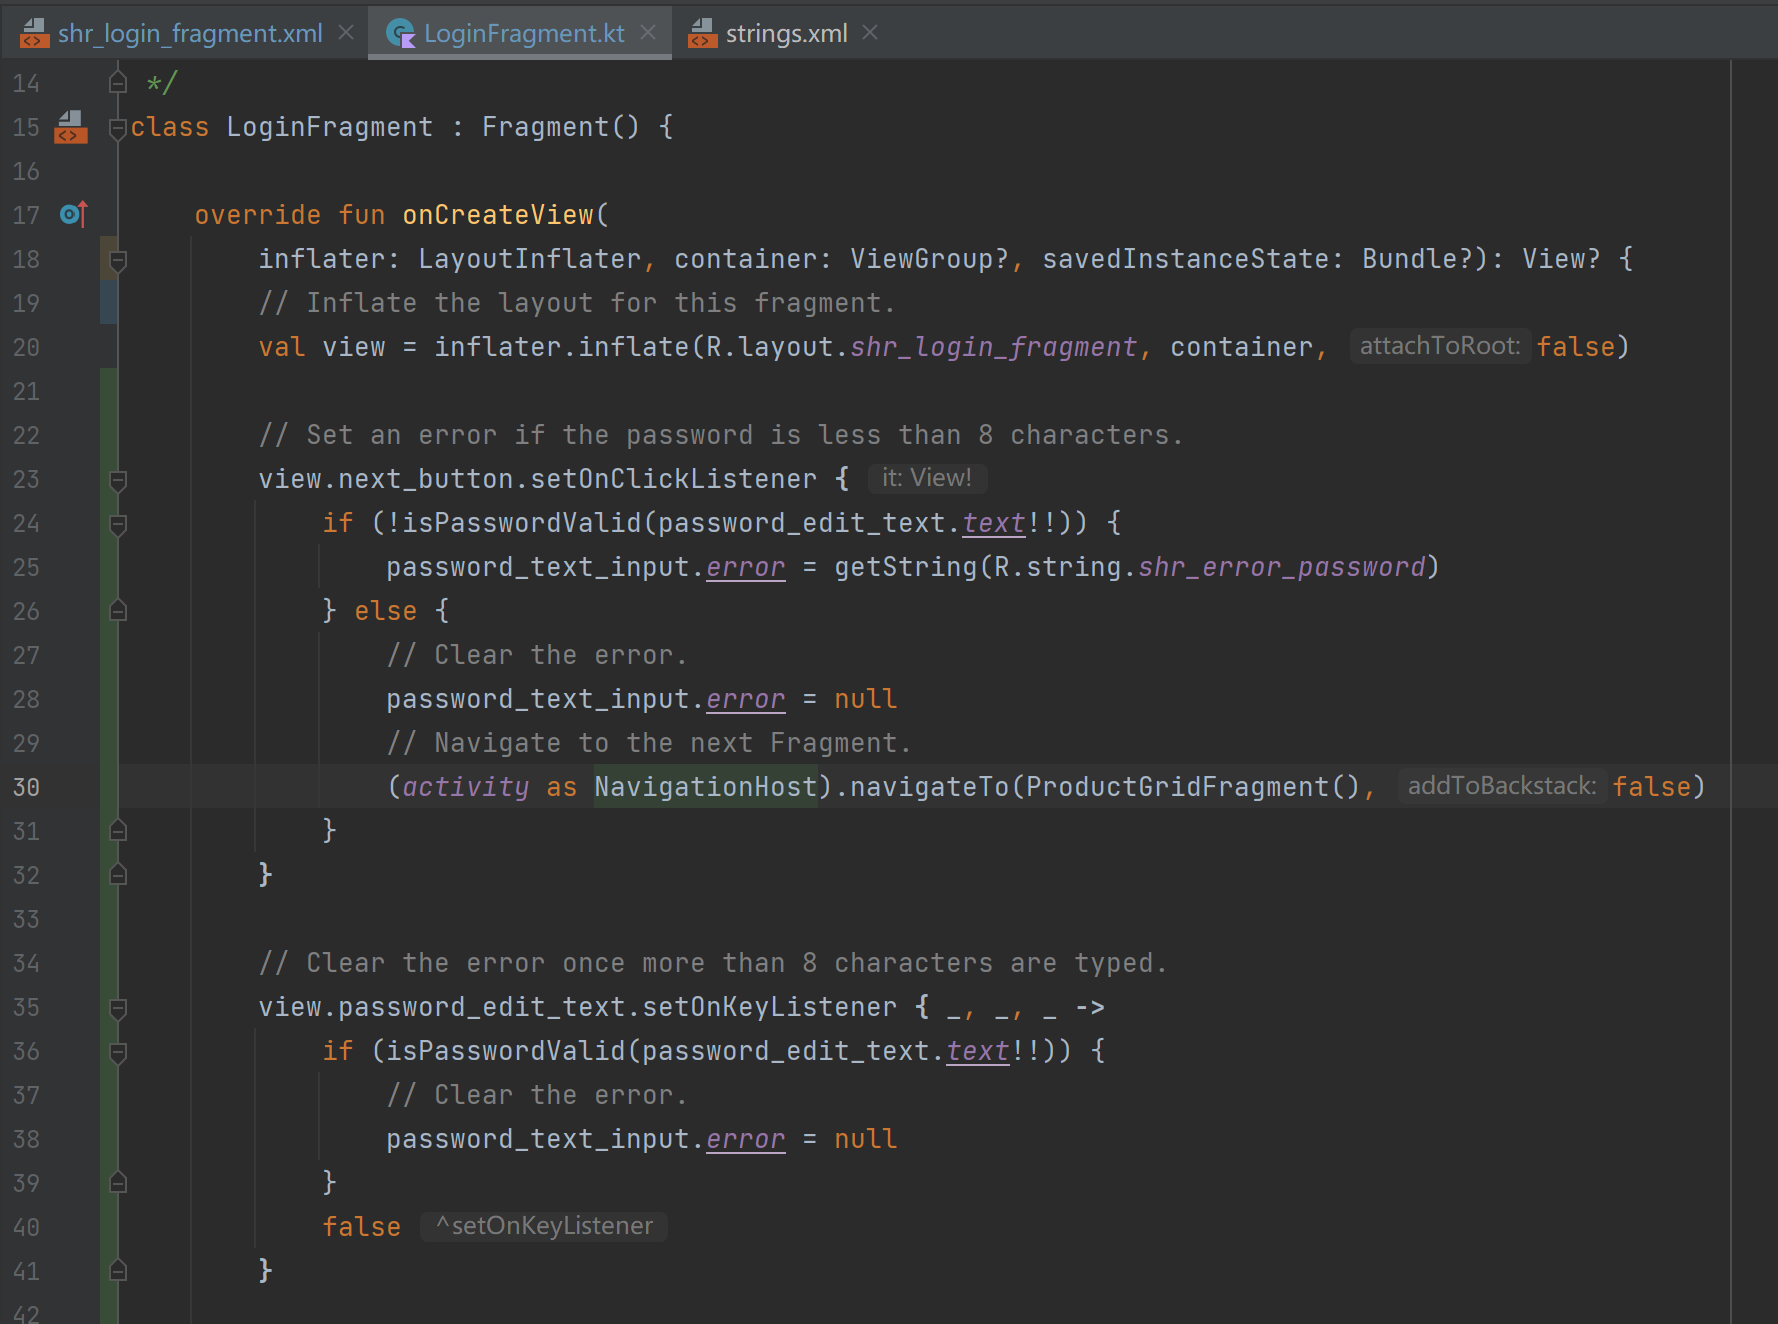 shr_login_fragment.xml LoginFragment.kt strings.xml
14 */
15 class LoginFragment : Fragment() {
16
17 override fun onCreateView(
18 inflater: LayoutInflater, container: ViewGroup?, savedInstanceState: Bundle?): View? {
19 // Inflate the layout for this fragment.
20 val view = inflater.inflate(R.layout.shr_login_fragment, container, attachToRoot: false)
21
22 // Set an error if the password is less than 8 characters.
23 view.next_button.setOnClickListener { it: View!
24 if (!isPasswordValid(password_edit_text.text!!)) {
25 password_text_input.error = getString(R.string.shr_error_password)
26 } else {
27 // Clear the error.
28 password_text_input.error = null
29 // Navigate to the next Fragment.
30 (activity as NavigationHost).navigateTo(ProductGridFragment(), addToBackstack: false)
31 }
32 }
33
34 // Clear the error once more than 8 characters are typed.
35 view.password_edit_text.setOnKeyListener { _, _, _ ->
36 if (isPasswordValid(password_edit_text.text!!)) {
37 // Clear the error.
38 password_text_input.error = null
39 }
40 false ^setOnKeyListener
41 }
42